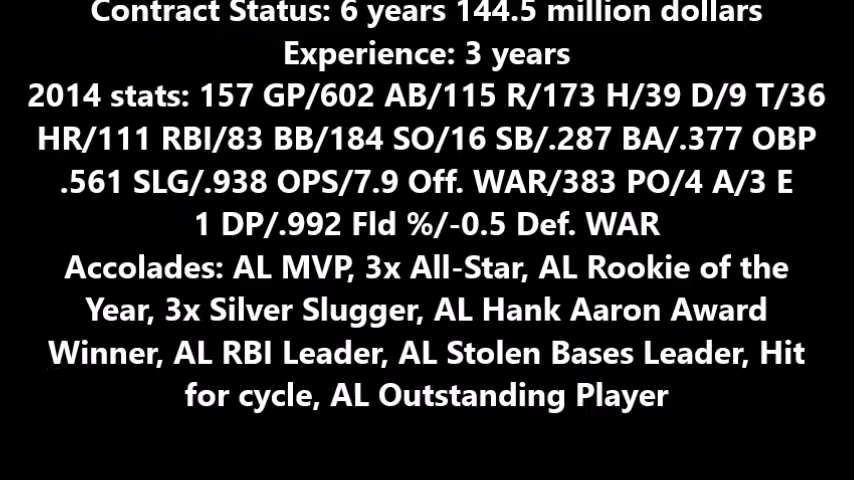 Contract Status: 6 years 144.5 million dollars
Experience: 3 years
2014 stats: 157 GP/602 AB/115 R/173 H/39 D/9 T/36
HR/111 RBI/83 BB/184 SO/16 SB/.287 BA/.377 OBP
.561 SLG/.938 OPS/7.9 Off. WAR/383 PO/4 A/3 E
1 DP/.992 Fld %/-0.5 Def. WAR
Accolades: AL MVP, 3x All-Star, AL Rookie of the
Year, 3x Silver Slugger, AL Hank Aaron Award
Winner, AL RBI Leader, AL Stolen Bases Leader, Hit
for cycle, AL Outstanding Player